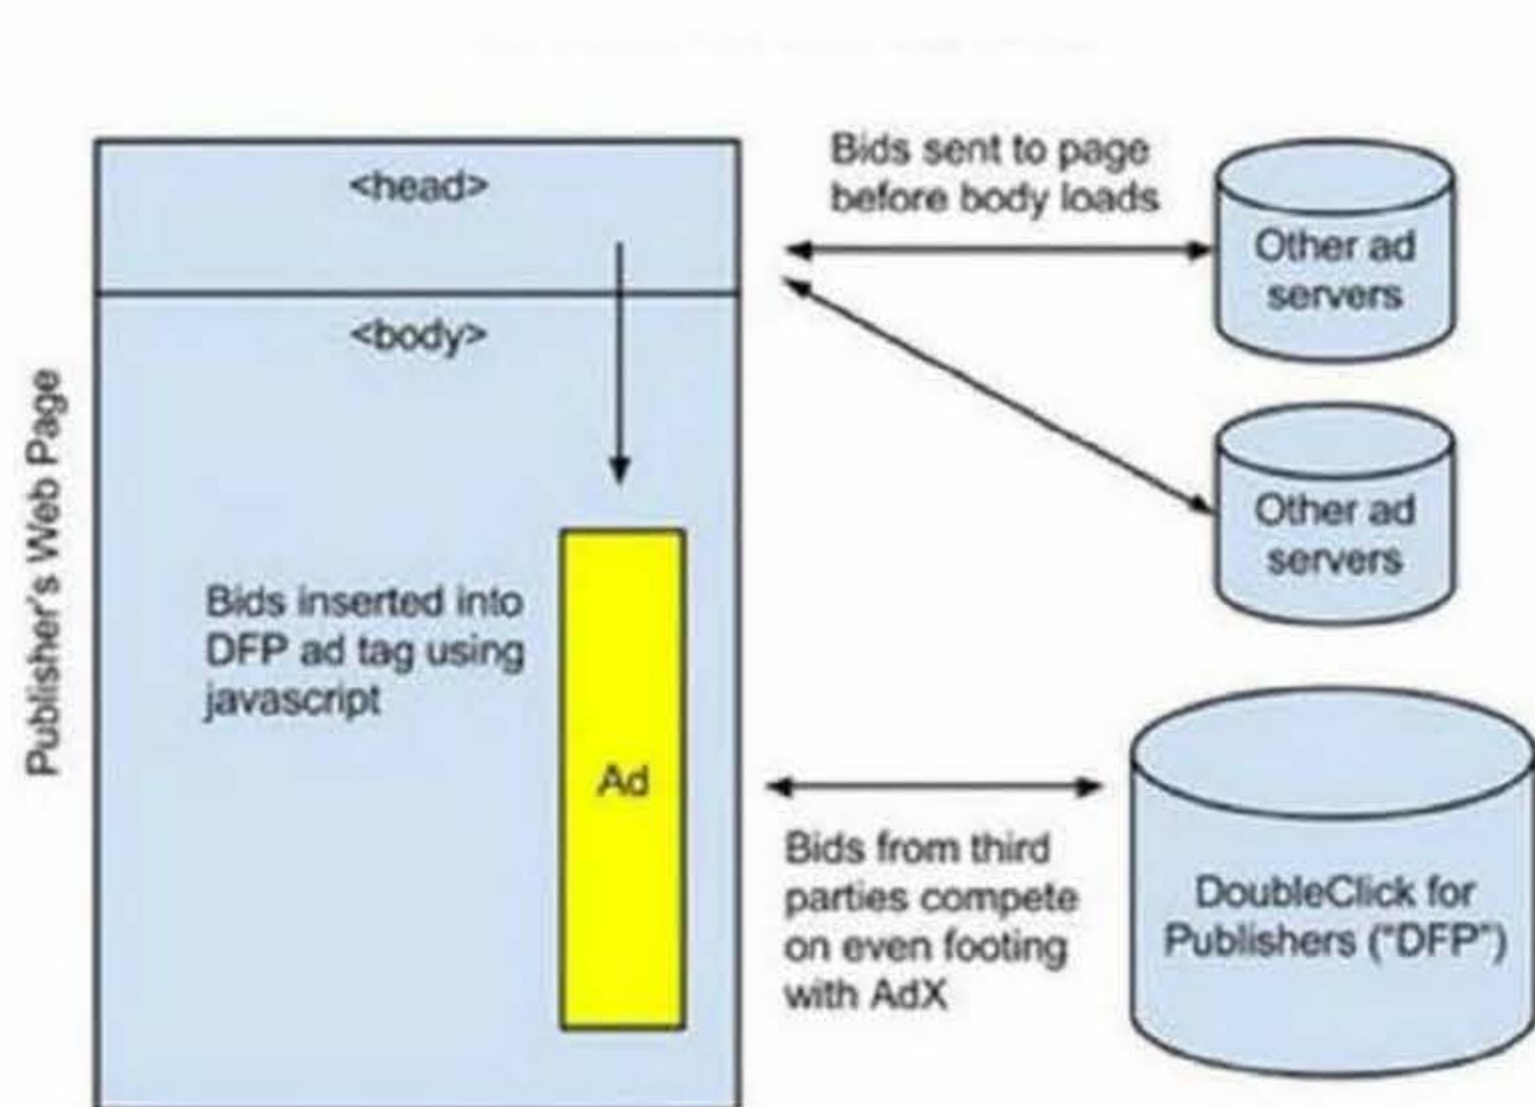 <head>
Bids sent to page
before body loads
Other ad
servers
<body>
Other ad
servers
Publisher's Web Page
Bids inserted into
DFP ad tag using
javascript
Ad
Bids from third
parties compete
on even footing
with AdX
DoubleClick for
Publishers ("DFP")